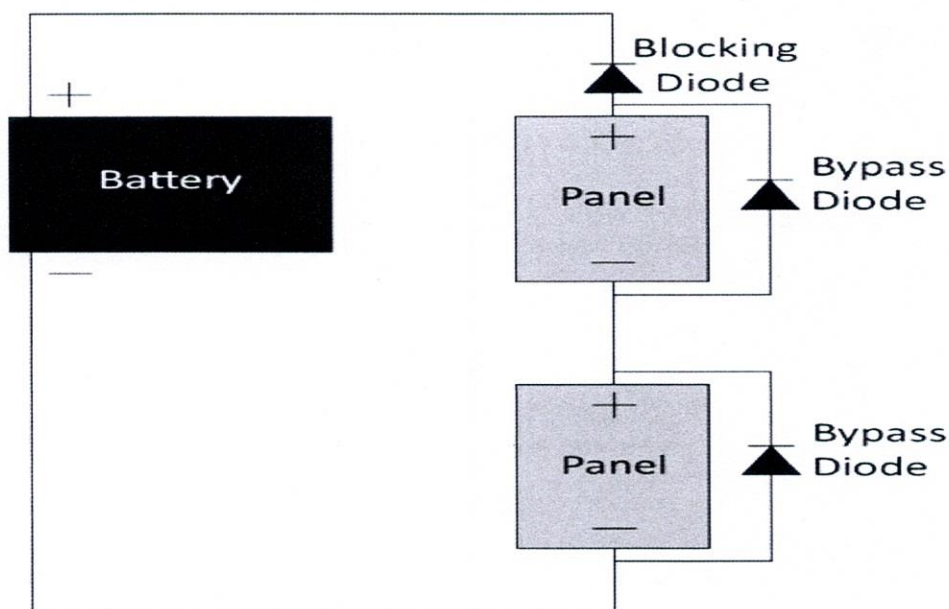 Blocking
Diode
+
+
Battery
Panel
Bypass
Diode
—
—
+
Panel
Bypass
Diode
—